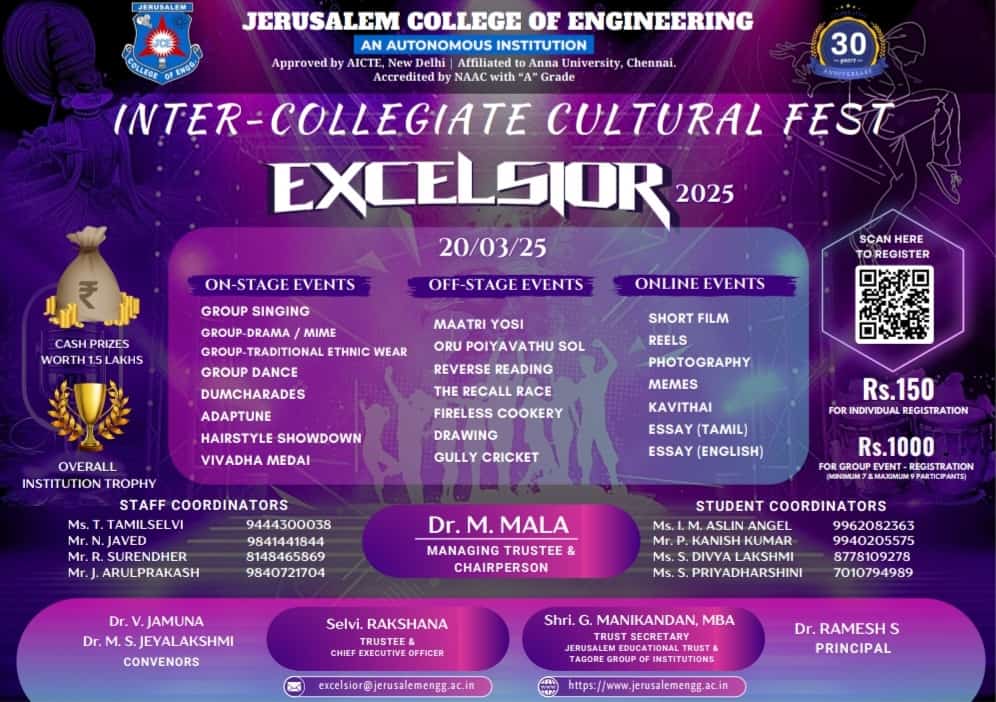 JERUSALEM
JCE
COLLEGE OF ENGG.
JERUSALEM COLLEGE OF ENGINEERING
AN AUTONOMOUS INSTITUTION
Approved by AICTE, New Delhi | Affiliated to Anna University, Chennai.
Accredited by NAAC with “A” Grade
30
years
ANNIVERSARY
INTER-COLLEGIATE CULTURAL FEST
EXCELSIOR 2025
20/03/25
ON-STAGE EVENTS
GROUP SINGING
GROUP-DRAMA / MIME
GROUP-TRADITIONAL ETHNIC WEAR
GROUP DANCE
DUMCHARADES
ADAPTUNE
HAIRSTYLE SHOWDOWN
VIVADHA MEDAI
OFF-STAGE EVENTS
MAATRI YOSI
ORU POIYAVATHU SOL
REVERSE READING
THE RECALL RACE
FIRELESS COOKERY
DRAWING
GULLY CRICKET
ONLINE EVENTS
SHORT FILM
REELS
PHOTOGRAPHY
MEMES
KAVITHAI
ESSAY (TAMIL)
ESSAY (ENGLISH)
₹
CASH PRIZES
WORTH 1.5 LAKHS
OVERALL
INSTITUTION TROPHY
SCAN HERE
TO REGISTER
Rs.150
FOR INDIVIDUAL REGISTRATION
Rs.1000
FOR GROUP EVENT - REGISTRATION
(MINIMUM 7 & MAXIMUM 9 PARTICIPANTS)
STAFF COORDINATORS
Ms. T. TAMILSELVI 9444300038
Mr. N. JAVED 9841441844
Mr. R. SURENDHER 8148465869
Mr. J. ARULPRAKASH 9840721704
Dr. M. MALA
MANAGING TRUSTEE &
CHAIRPERSON
STUDENT COORDINATORS
Ms. I. M. ASLIN ANGEL 9962082363
Mr. P. KANISH KUMAR 9940205575
Ms. S. DIVYA LAKSHMI 8778109278
Ms. S. PRIYADHARSHINI 7010794989
Dr. V. JAMUNA
Dr. M. S. JEYALAKSHMI
CONVENORS
Selvi. RAKSHANA
TRUSTEE &
CHIEF EXECUTIVE OFFICER
Shri. G. MANIKANDAN, MBA
TRUST SECRETARY
JERUSALEM EDUCATIONAL TRUST &
TAGORE GROUP OF INSTITUTIONS
Dr. RAMESH S
PRINCIPAL
excelsior@jerusalemengg.ac.in
https://www.jerusalemengg.ac.in